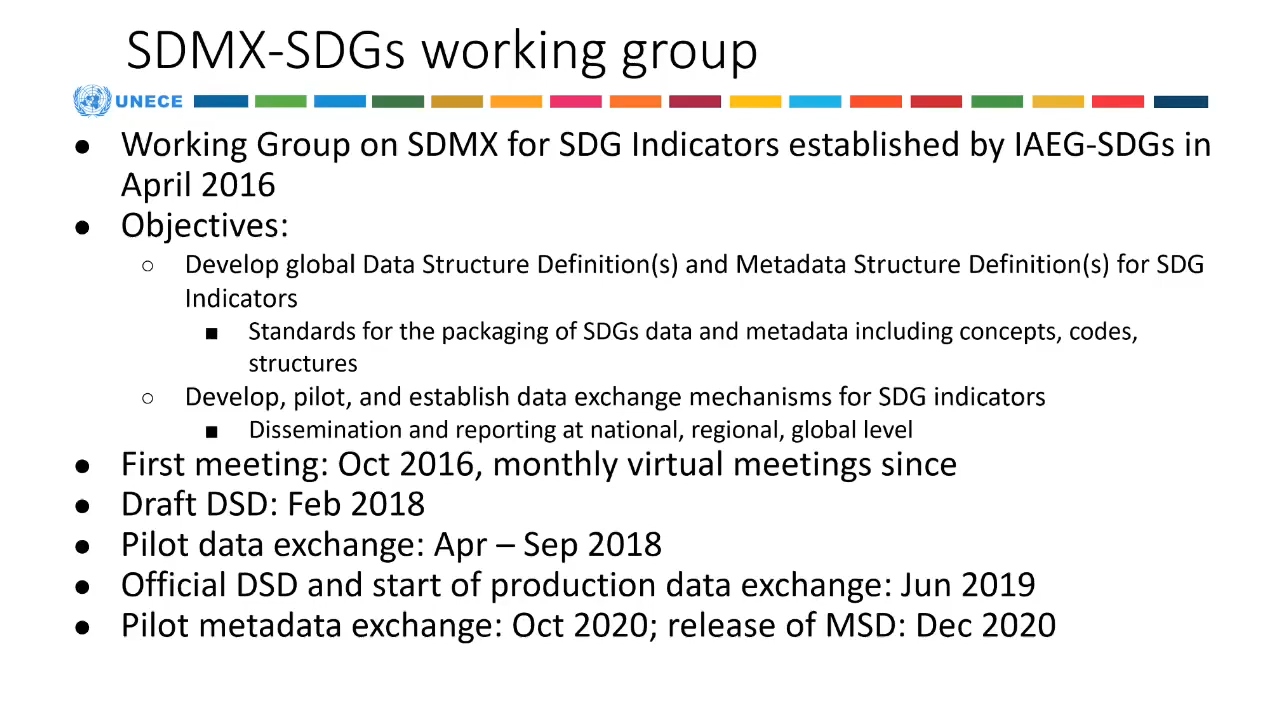 SDMX-SDGs working group
UNECE
● Working Group on SDMX for SDG Indicators established by IAEG-SDGs in
April 2016
● Objectives:
○ Develop global Data Structure Definition(s) and Metadata Structure Definition(s) for SDG
Indicators
■ Standards for the packaging of SDGs data and metadata including concepts, codes,
structures
○ Develop, pilot, and establish data exchange mechanisms for SDG indicators
■ Dissemination and reporting at national, regional, global level
● First meeting: Oct 2016, monthly virtual meetings since
● Draft DSD: Feb 2018
● Pilot data exchange: Apr – Sep 2018
● Official DSD and start of production data exchange: Jun 2019
● Pilot metadata exchange: Oct 2020; release of MSD: Dec 2020